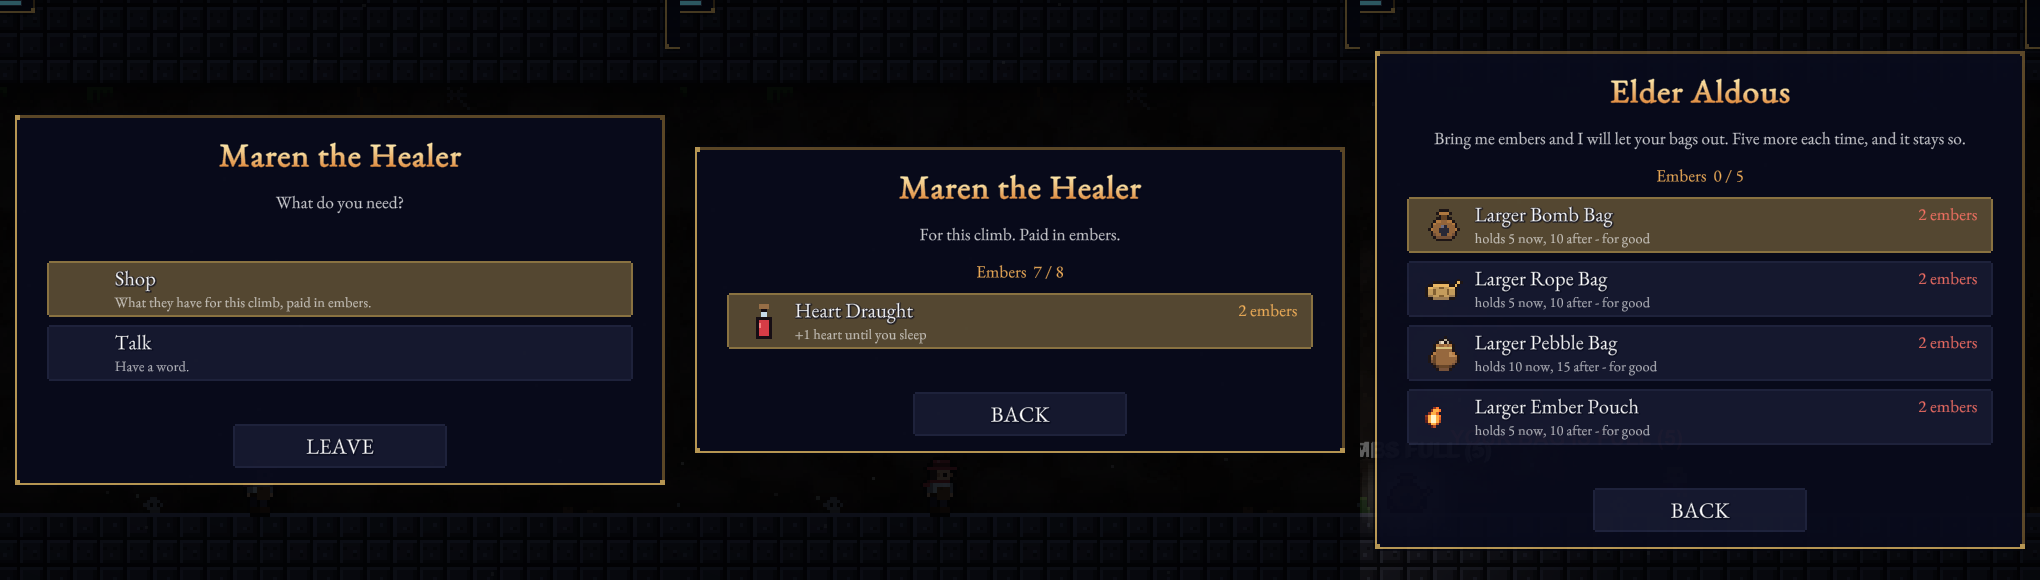 Maren the Healer
What do you need?
Shop
What they have for this climb, paid in embers.
Talk
Have a word.
LEAVE
Maren the Healer
For this climb. Paid in embers.
Embers 7 / 8
Heart Draught
2 embers
+1 heart until you sleep
BACK
Elder Aldous
Bring me embers and I will let your bags out. Five more each time, and it stays so.
Embers 0 / 5
Larger Bomb Bag
2 embers
holds 5 now, 10 after - for good
Larger Rope Bag
2 embers
holds 5 now, 10 after - for good
Larger Pebble Bag
2 embers
holds 10 now, 15 after - for good
Larger Ember Pouch
2 embers
holds 5 now, 10 after - for good
BACK